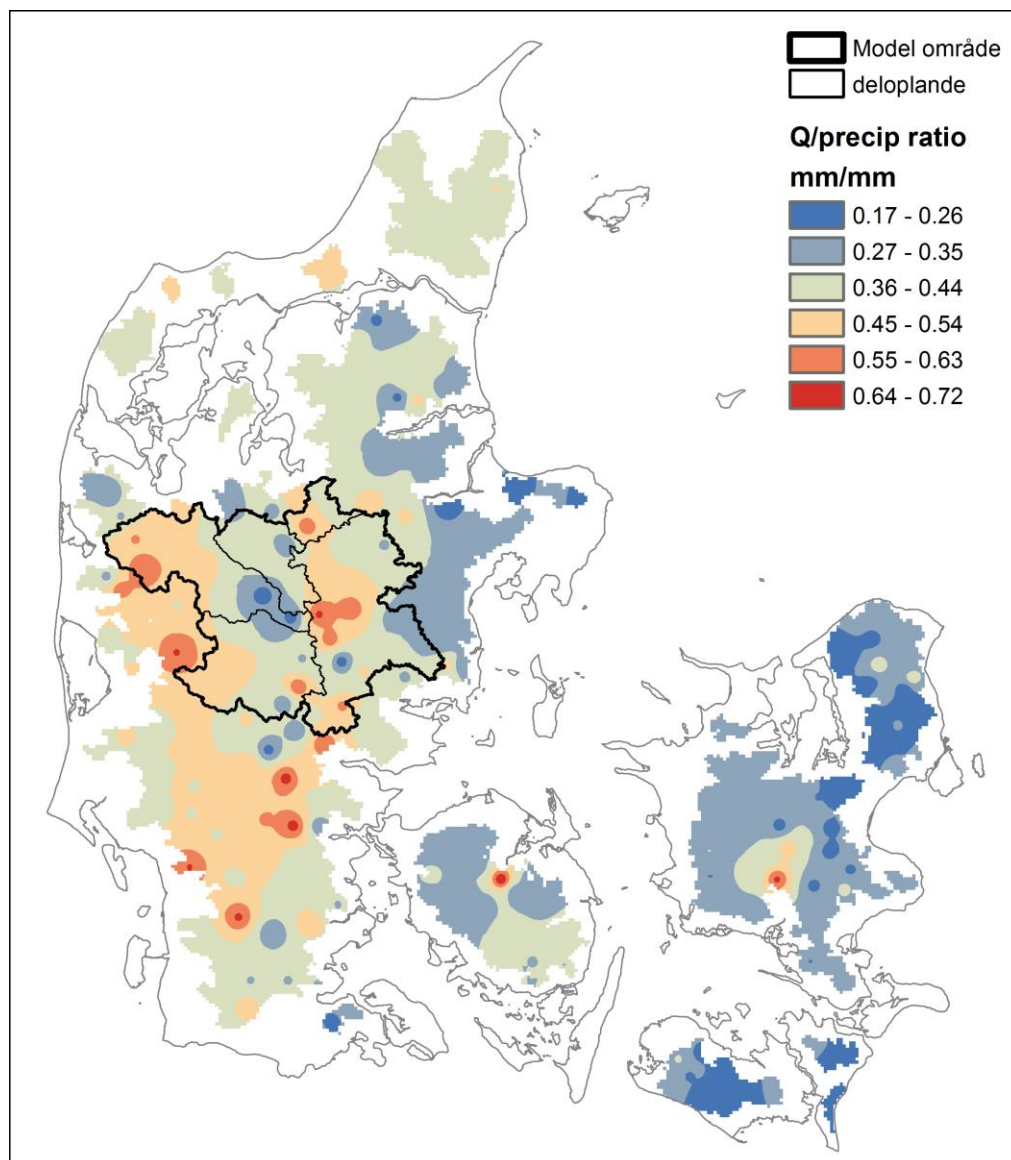 Model område
deloplande
Q/precip ratio
mm/mm
0.17 - 0.26
0.27 - 0.35
0.36 - 0.44
0.45 - 0.54
0.55 - 0.63
0.64 - 0.72